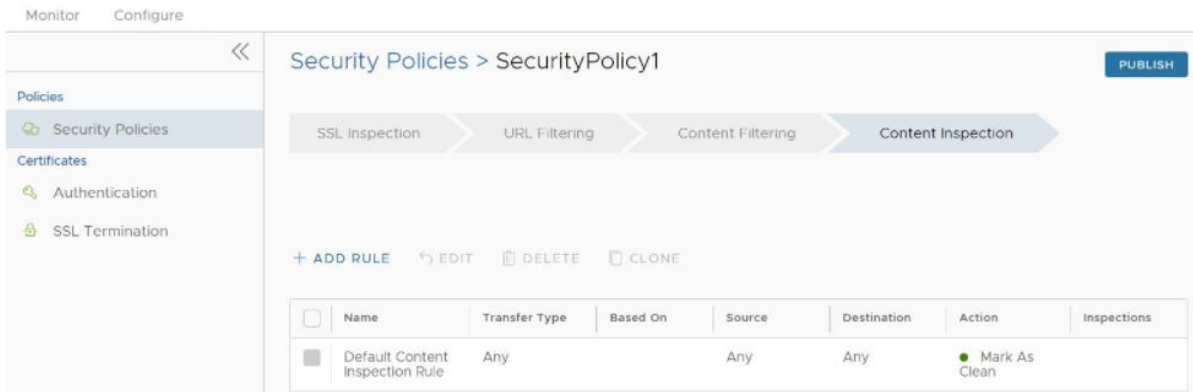 Monitor Configure
Security Policies > SecurityPolicy1
PUBLISH
Policies
Security Policies
Certificates
Authentication
SSL Termination
SSL Inspection URL Filtering Content Filtering Content Inspection
+ ADD RULE EDIT DELETE CLONE
Name Transfer Type Based On Source Destination Action Inspections
Default Content Any Any Any Mark As
Inspection Rule Clean